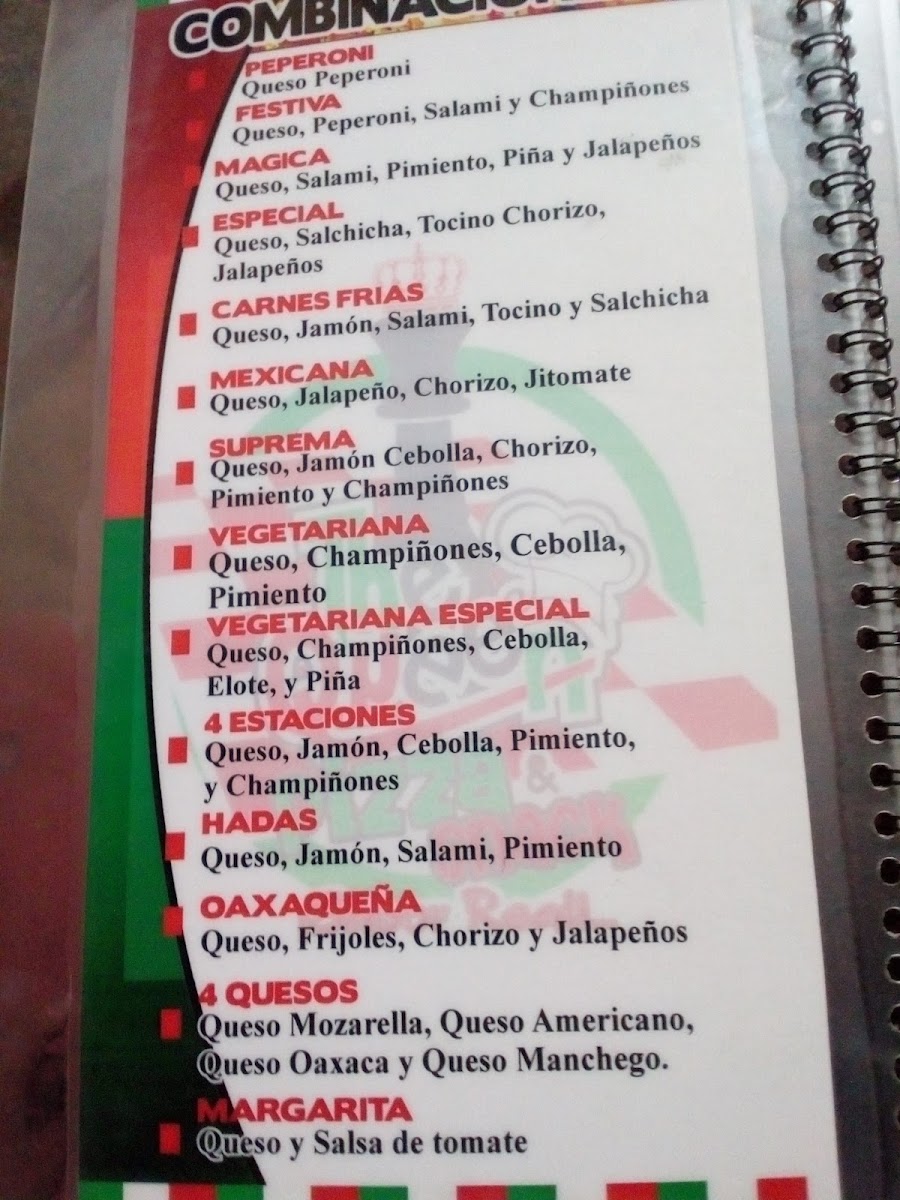 PEPERONI
Queso Peperoni
FESTIVA
Queso, Peperoni, Salami y Champiñones
MAGICA
Queso, Salami, Pimiento, Piña y Jalapeños
ESPECIAL
Queso, Salchicha, Tocino Chorizo,
Jalapeños
CARNES FRIAS
Queso, Jamón, Salami, Tocino y Salchicha
MEXICANA
Queso, Jalapeño, Chorizo, Jitomate
SUPREMA
Queso, Jamón Cebolla, Chorizo,
Pimiento y Champiñones
VEGETARIANA
Queso, Champiñones, Cebolla,
Pimiento
VEGETARIANA ESPECIAL
Queso, Champiñones, Cebolla,
Elote, y Piña
4 ESTACIONES
Queso, Jamón, Cebolla, Pimiento,
y Champiñones
HADAS
Queso, Jamón, Salami, Pimiento
OAXAQUEÑA
Queso, Frijoles, Chorizo y Jalapeños
4 QUESOS
Queso Mozarella, Queso Americano,
Queso Oaxaca y Queso Manchego.
MARGARITA
Queso y Salsa de tomate